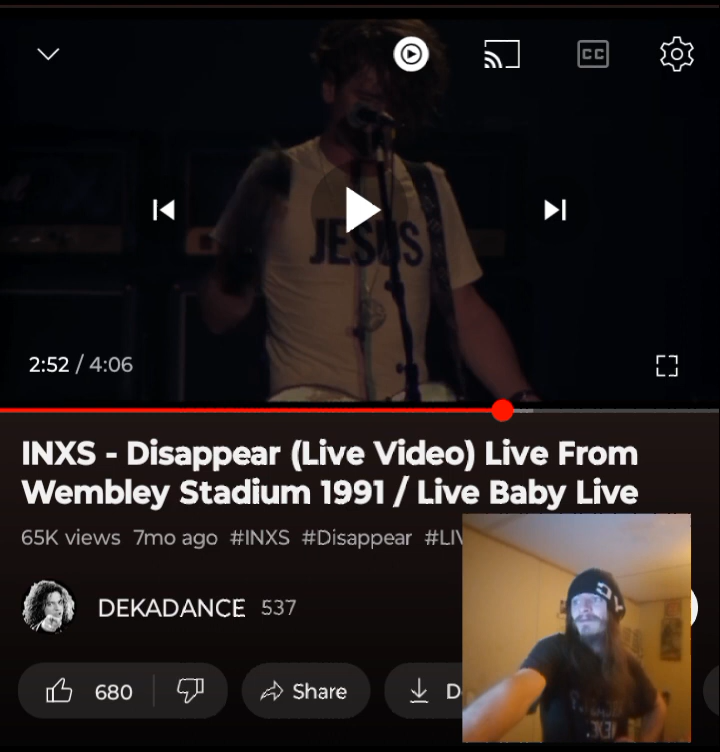 CC
JESUS
2:52 / 4:06
INXS - Disappear (Live Video) Live From
Wembley Stadium 1991 / Live Baby Live
65K views 7mo ago #INXS #Disappear #LIV
DEKADANCE 537
680 Share D